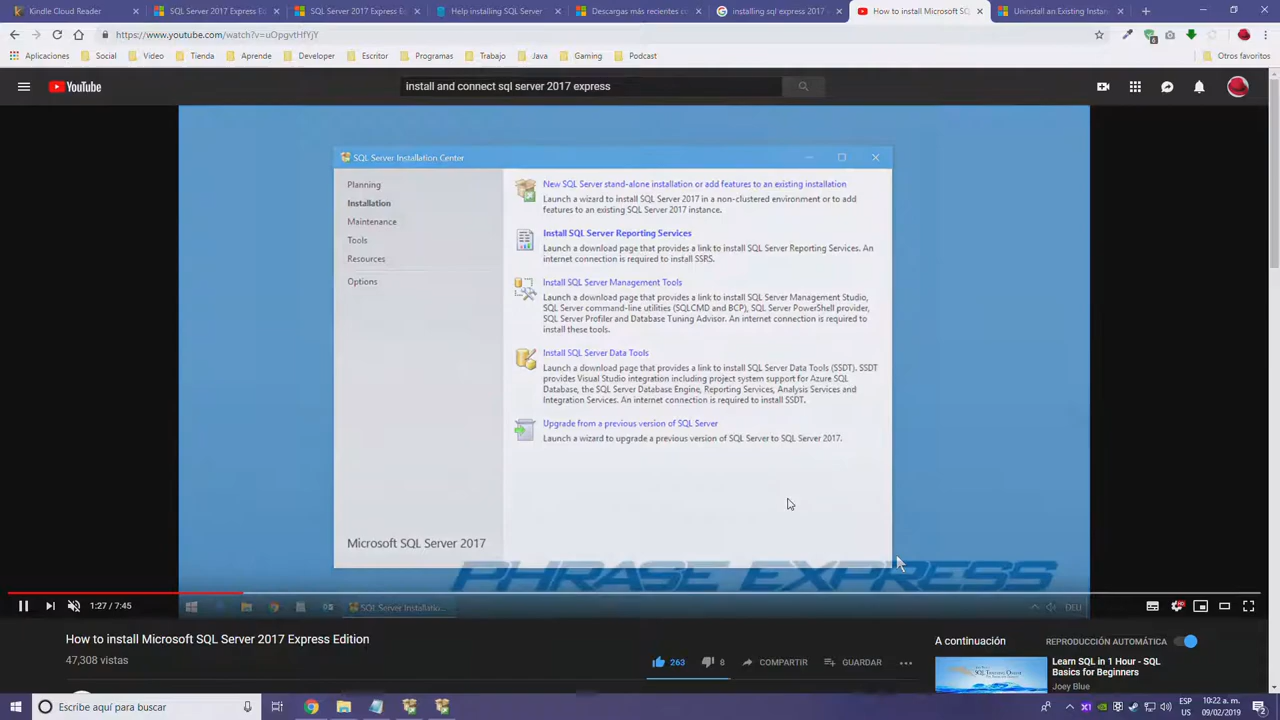 Kindle Cloud Reader
SQL Server 2017 Express Ed
SQL Server 2017 Express Ed
Help installing SQL Server
Descargas más recientes co
installing sql express 2017
How to install Microsoft SQ
Uninstall an Existing Instanc
https://www.youtube.com/watch?v=uOpgvtHfYjY
Aplicaciones
Social
Video
Tienda
Aprende
Developer
Escritor
Programas
Trabajo
Java
Gaming
Podcast
Otros favoritos
YouTube
install and connect sql server 2017 express
SQL Server Installation Center
Planning
Installation
Maintenance
Tools
Resources
Options
New SQL Server stand-alone installation or add features to an existing installation
Launch a wizard to install SQL Server 2017 in a non-clustered environment or to add
features to an existing SQL Server 2017 instance.
Install SQL Server Reporting Services
Launch a download page that provides a link to install SQL Server Reporting Services. An
internet connection is required to install SSRS.
Install SQL Server Management Tools
Launch a download page that provides a link to install SQL Server Management Studio,
SQL Server command-line utilities (SQLCMD and BCP), SQL Server PowerShell provider,
SQL Server Profiler and Database Tuning Advisor. An internet connection is required to
install these tools.
Install SQL Server Data Tools
Launch a download page that provides a link to install SQL Server Data Tools (SSDT). SSDT
provides Visual Studio integration including project system support for Azure SQL
Database, the SQL Server Database Engine, Reporting Services, Analysis Services and
Integration Services. An internet connection is required to install SSDT.
Upgrade from a previous version of SQL Server
Launch a wizard to upgrade a previous version of SQL Server to SQL Server 2017.
Microsoft SQL Server 2017
PHRASE EXPRESS
SQL Server Installatio...
DEU
1:27 / 7:45
How to install Microsoft SQL Server 2017 Express Edition
47,308 vistas
263
8
COMPARTIR
GUARDAR
A continuación
REPRODUCCIÓN AUTOMÁTICA
Learn SQL in 1 Hour - SQL
Basics for Beginners
Joey Blue
Escribe aquí para buscar
ESP
US
10:22 a. m.
09/02/2019
2